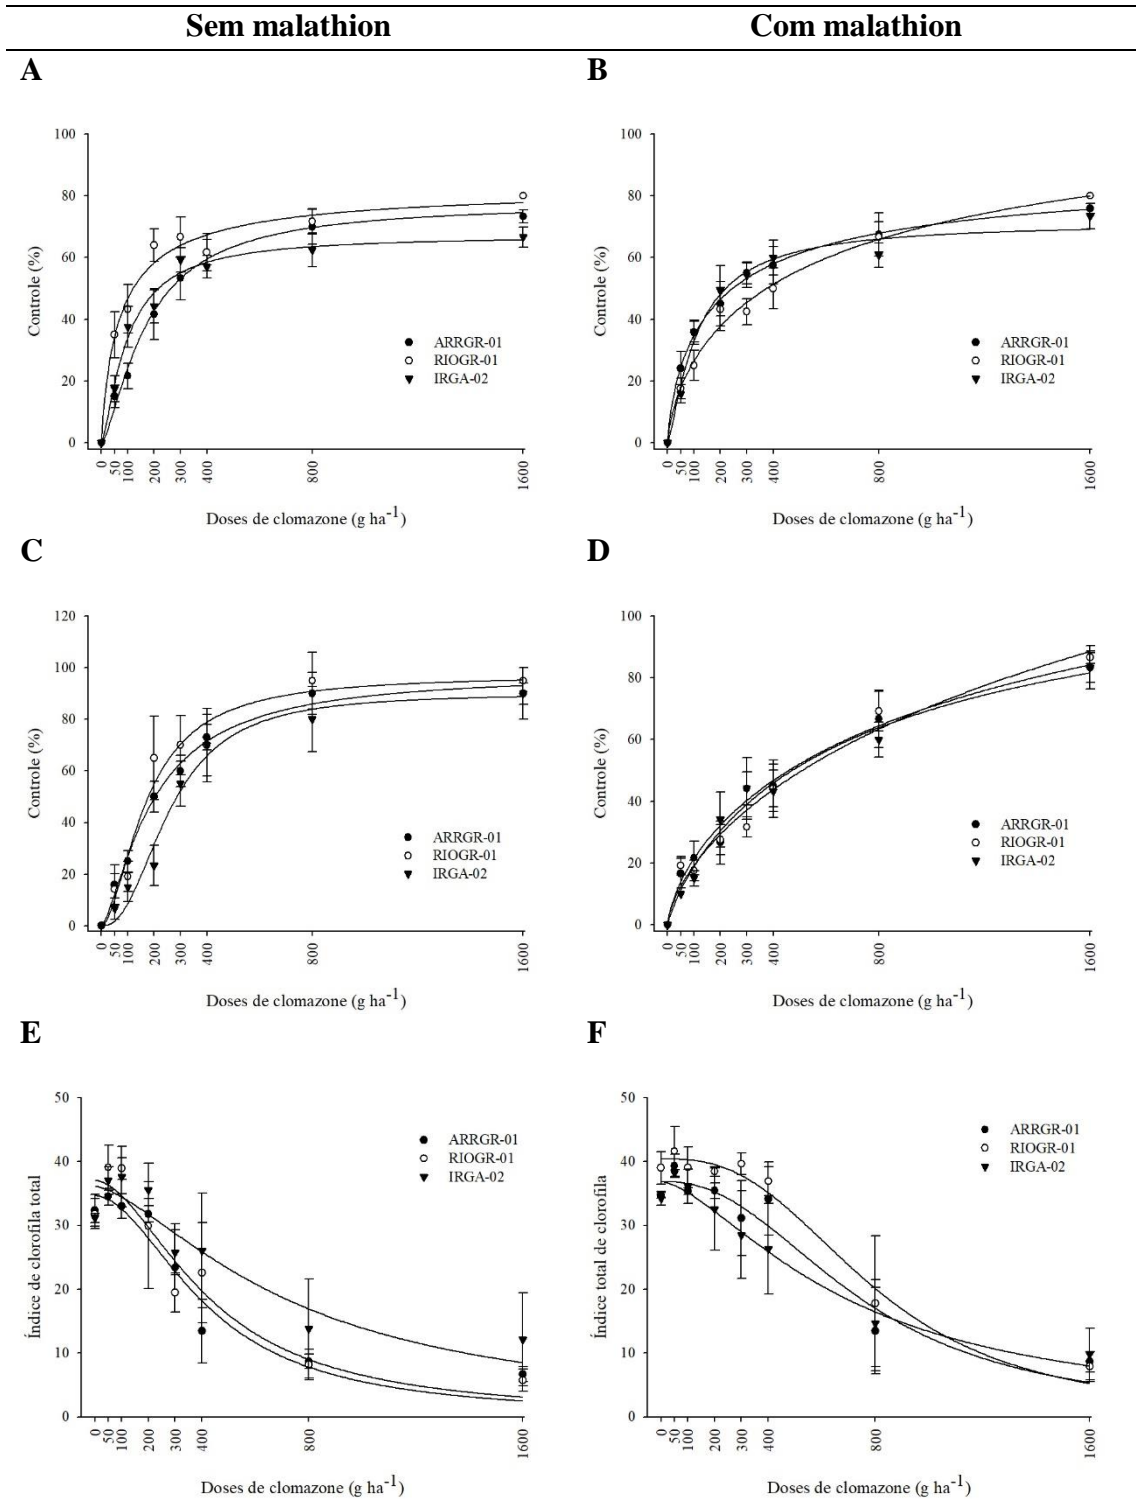 Sem malathion
Com malathion
A
Controle (%)
100
80
60
40
20
0
ARRGR-01
RIOGR-01
IRGA-02
0
50
100
200
300
400
800
1600
Doses de clomazone (g ha-1)
B
Controle (%)
100
80
60
40
20
0
ARRGR-01
RIOGR-01
IRGA-02
0
50
100
200
300
400
800
1600
Doses de clomazone (g ha-1)
C
Controle (%)
120
100
80
60
40
20
0
ARRGR-01
RIOGR-01
IRGA-02
0
50
100
200
300
400
800
1600
Doses de clomazone (g ha-1)
D
Controle (%)
100
80
60
40
20
0
ARRGR-01
RIOGR-01
IRGA-02
0
50
100
200
300
400
800
1600
Doses de clomazone (g ha-1)
E
Índice de clorofila total
50
40
30
20
10
0
ARRGR-01
RIOGR-01
IRGA-02
0
50
100
200
300
400
800
1600
Doses de clomazone (g ha-1)
F
Índice total de clorofila
50
40
30
20
10
0
ARRGR-01
RIOGR-01
IRGA-02
0
50
100
200
300
400
800
1600
Doses de clomazone (g ha-1)